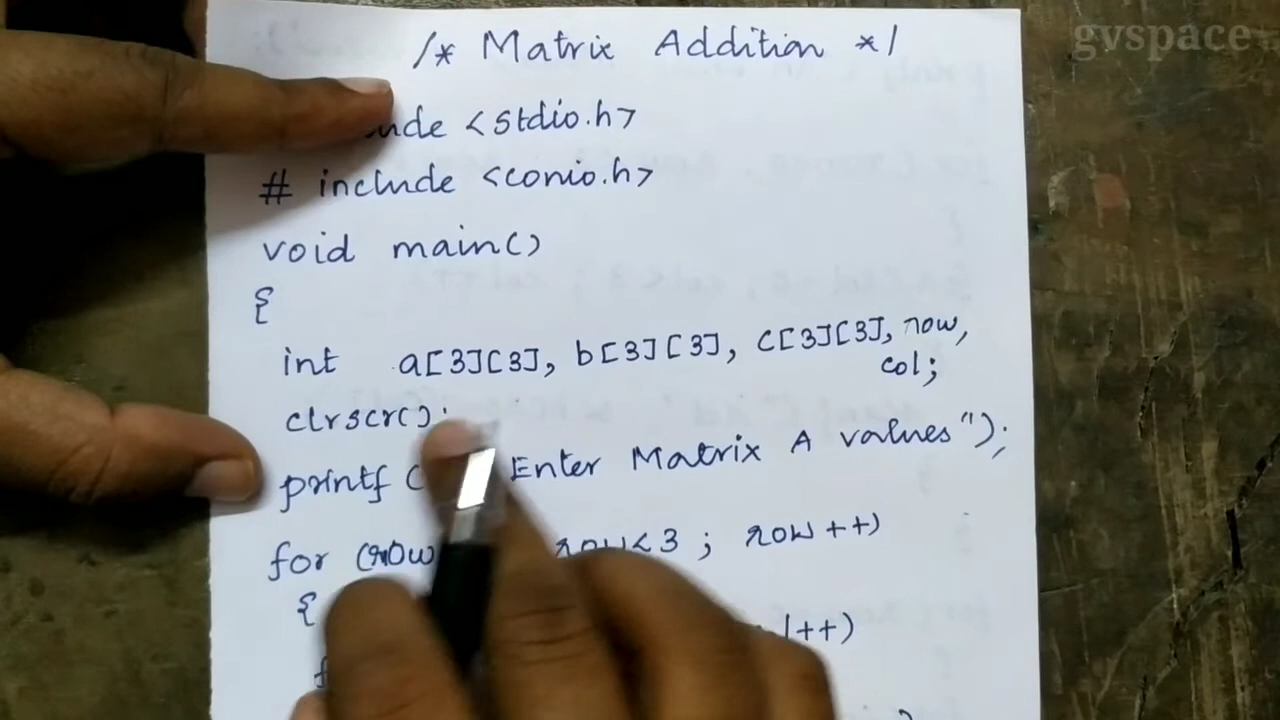 gvspace
/* Matrix Addition */
<stdio.h>
# include <conio.h>
void main()
{
int a[3][3], b[3][3], c[3][3], row,
col;
clrscr();
printf ( Enter Matrix A values");
for (row row<3 ; row ++)
{
++)